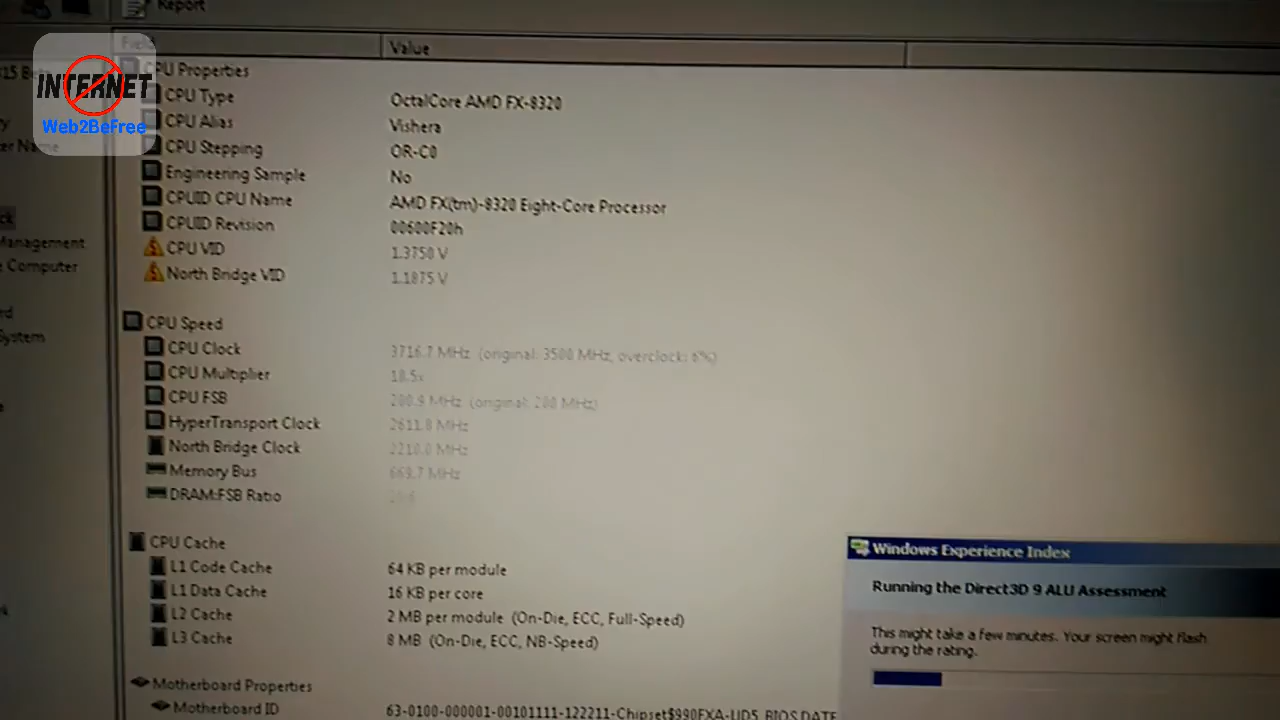 Report
Field Value
INTERNET
Web2BeFree
CPU Properties
CPU Type OctalCore AMD FX-8320
CPU Alias Vishera
CPU Stepping OR-C0
Engineering Sample No
CPUID CPU Name AMD FX(tm)-8320 Eight-Core Processor
CPUID Revision 00600F20h
CPU VID 1.3750 V
North Bridge VID 1.1875 V
CPU Speed
CPU Clock 3716.7 MHz (original: 3500 MHz, overclock: 6%)
CPU Multiplier 18.5x
CPU FSB 200.9 MHz (original: 200 MHz)
HyperTransport Clock 2611.8 MHz
North Bridge Clock 2210.0 MHz
Memory Bus 669.7 MHz
DRAM:FSB Ratio 20:6
CPU Cache
L1 Code Cache 64 KB per module
L1 Data Cache 16 KB per core
L2 Cache 2 MB per module (On-Die, ECC, Full-Speed)
L3 Cache 8 MB (On-Die, ECC, NB-Speed)
Motherboard Properties
Motherboard ID 63-0100-000001-00101111-122211-Chipset$990FXA-UD5 BIOS DATE
Management
Computer
System
Windows Experience Index
Running the Direct3D 9 ALU Assessment
This might take a few minutes. Your screen might flash
during the rating.